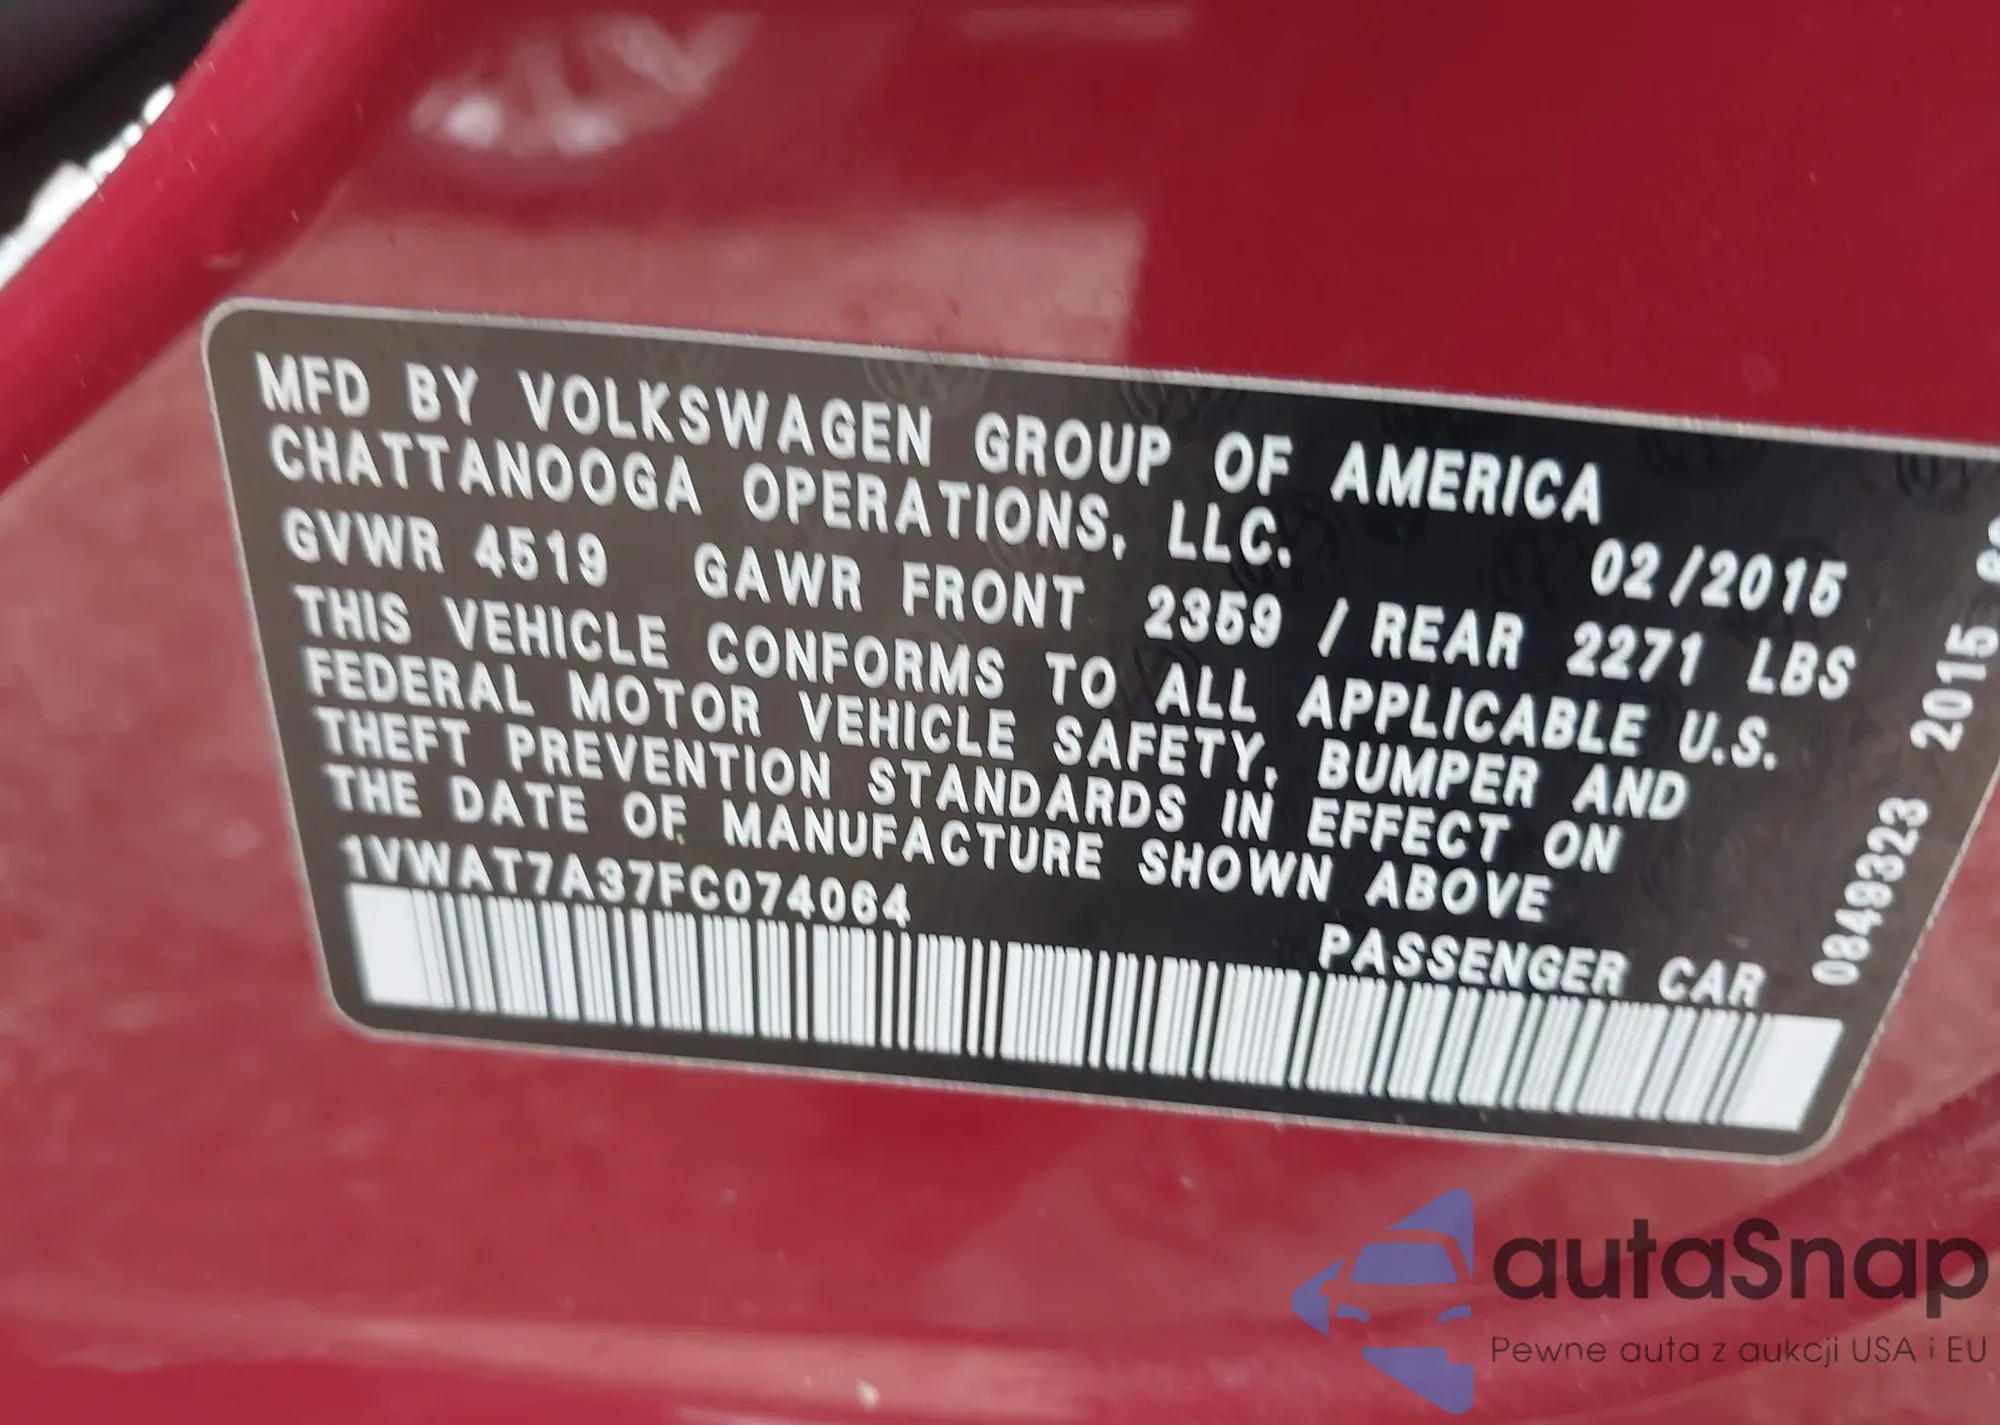 MFD BY VOLKSWAGEN GROUP OF AMERICA
CHATTANOOGA OPERATIONS, LLC.
02/2015
GVWR 4519 GAWR FRONT 2359 / REAR 2271 LBS
THIS VEHICLE CONFORMS TO ALL APPLICABLE U.S.
FEDERAL MOTOR VEHICLE SAFETY, BUMPER AND
THEFT PREVENTION STANDARDS IN EFFECT ON
THE DATE OF MANUFACTURE SHOWN ABOVE
1VWAT7A37FC074064
PASSENGER CAR
0849323 2015
autaSnap
Pewne auta z aukcji USA i EU